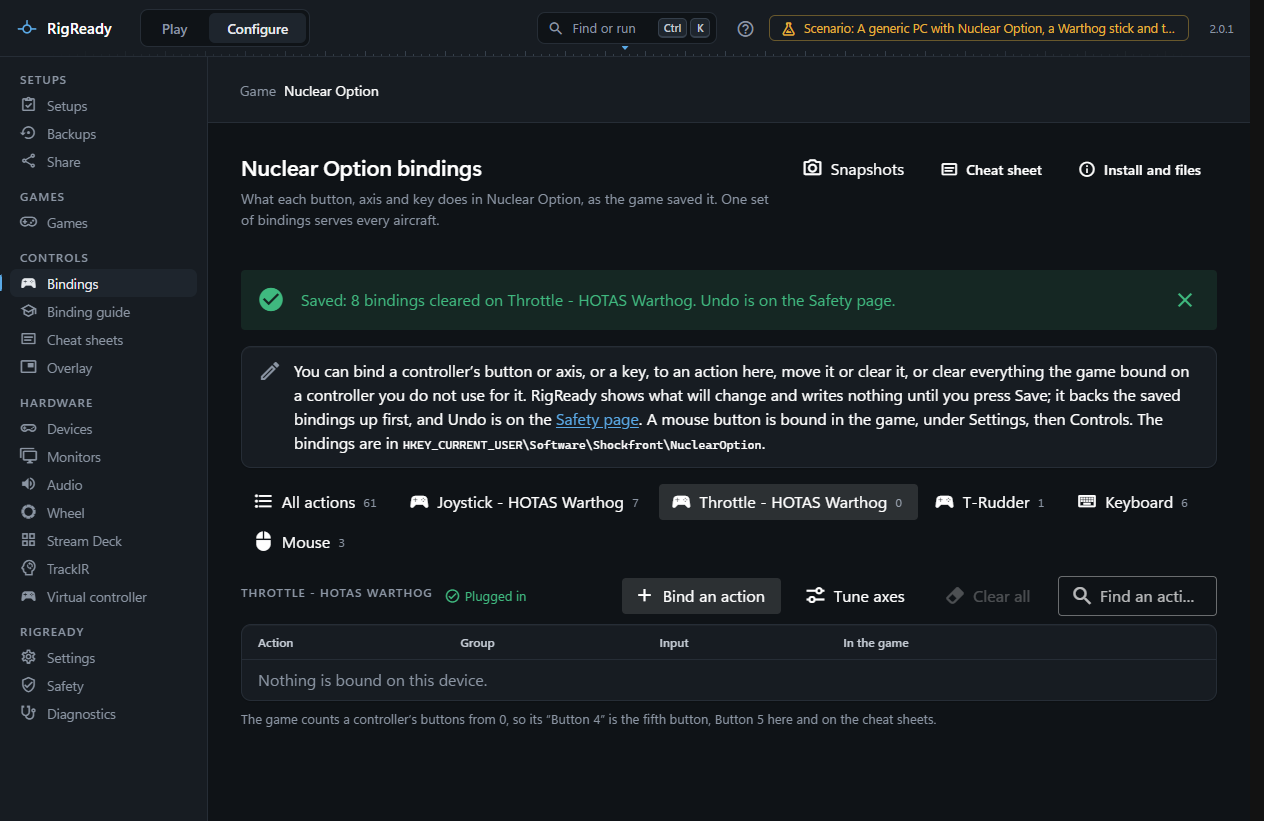 RigReady
Play
Configure
Find or run
Ctrl
K
Scenario: A generic PC with Nuclear Option, a Warthog stick and t...
2.0.1
SETUPS
Setups
Backups
Share
GAMES
Games
CONTROLS
Bindings
Binding guide
Cheat sheets
Overlay
HARDWARE
Devices
Monitors
Audio
Wheel
Stream Deck
TrackIR
Virtual controller
RIGREADY
Settings
Safety
Diagnostics
Game Nuclear Option
Nuclear Option bindings
Snapshots
Cheat sheet
Install and files
What each button, axis and key does in Nuclear Option, as the game saved it. One set
of bindings serves every aircraft.
Saved: 8 bindings cleared on Throttle - HOTAS Warthog. Undo is on the Safety page.
You can bind a controller's button or axis, or a key, to an action here, move it or clear it, or clear everything the game bound on
a controller you do not use for it. RigReady shows what will change and writes nothing until you press Save; it backs the saved
bindings up first, and Undo is on the Safety page. A mouse button is bound in the game, under Settings, then Controls. The
bindings are in HKEY_CURRENT_USER\Software\Shockfront\NuclearOption.
All actions 61
Joystick - HOTAS Warthog 7
Throttle - HOTAS Warthog 0
T-Rudder 1
Keyboard 6
Mouse 3
THROTTLE - HOTAS WARTHOG
Plugged in
Bind an action
Tune axes
Clear all
Find an acti...
Action Group Input In the game
Nothing is bound on this device.
The game counts a controller's buttons from 0, so its "Button 4" is the fifth button, Button 5 here and on the cheat sheets.